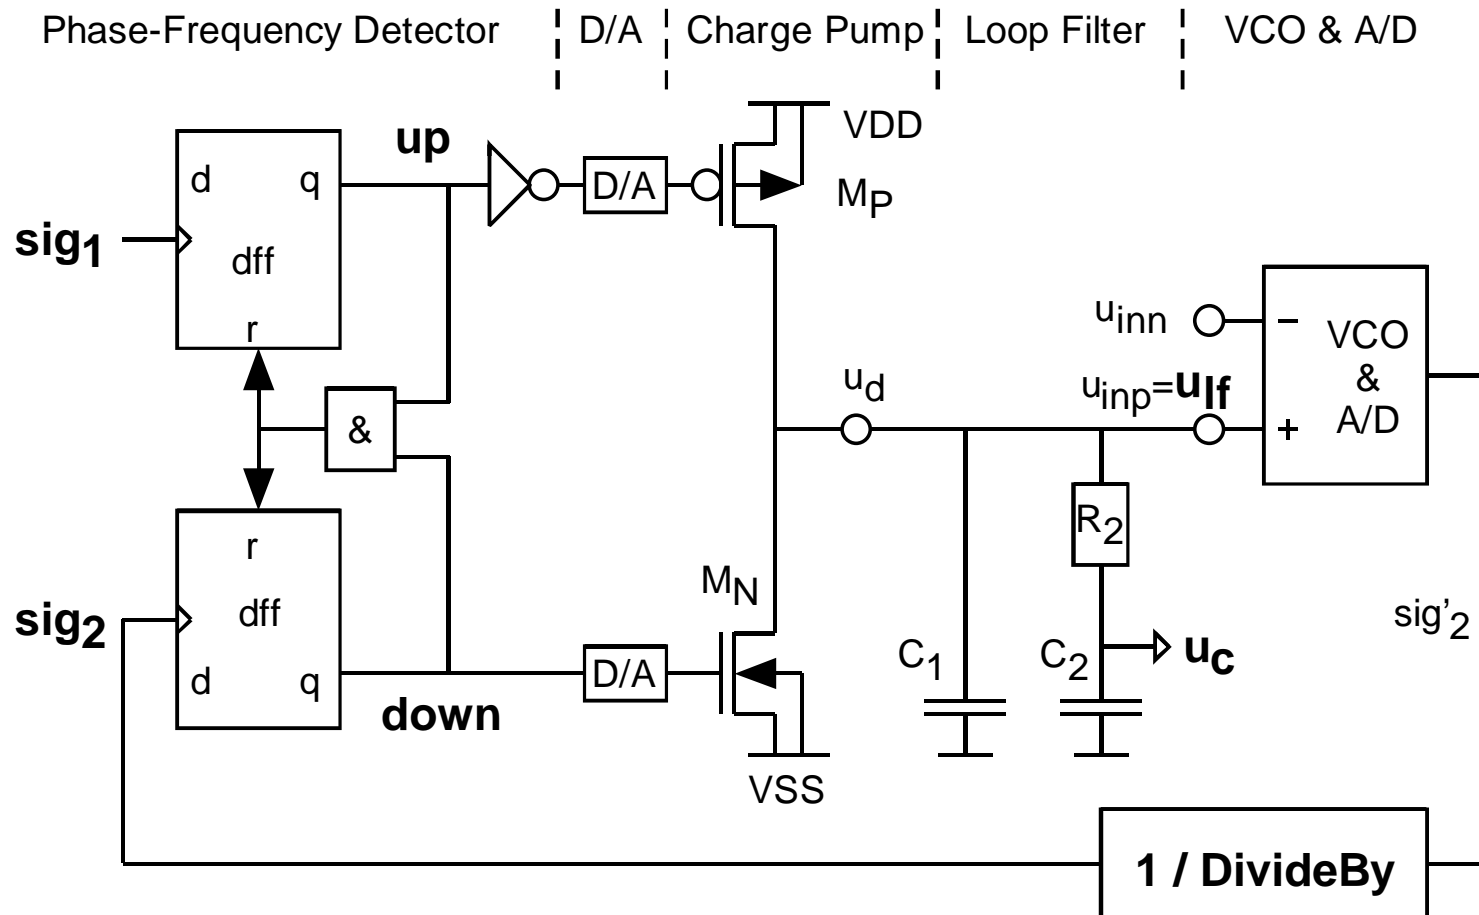 Phase-Frequency Detector D/A Charge Pump Loop Filter VCO & A/D
VDD
up
d q D/A
MP
sig1
dff
r
uinn − VCO
&
A/D
ud uinp=ulf +
&
r
R2
MN
dff
sig2
sig’2
C1 C2 uc
d q D/A
down
VSS
1 / DivideBy